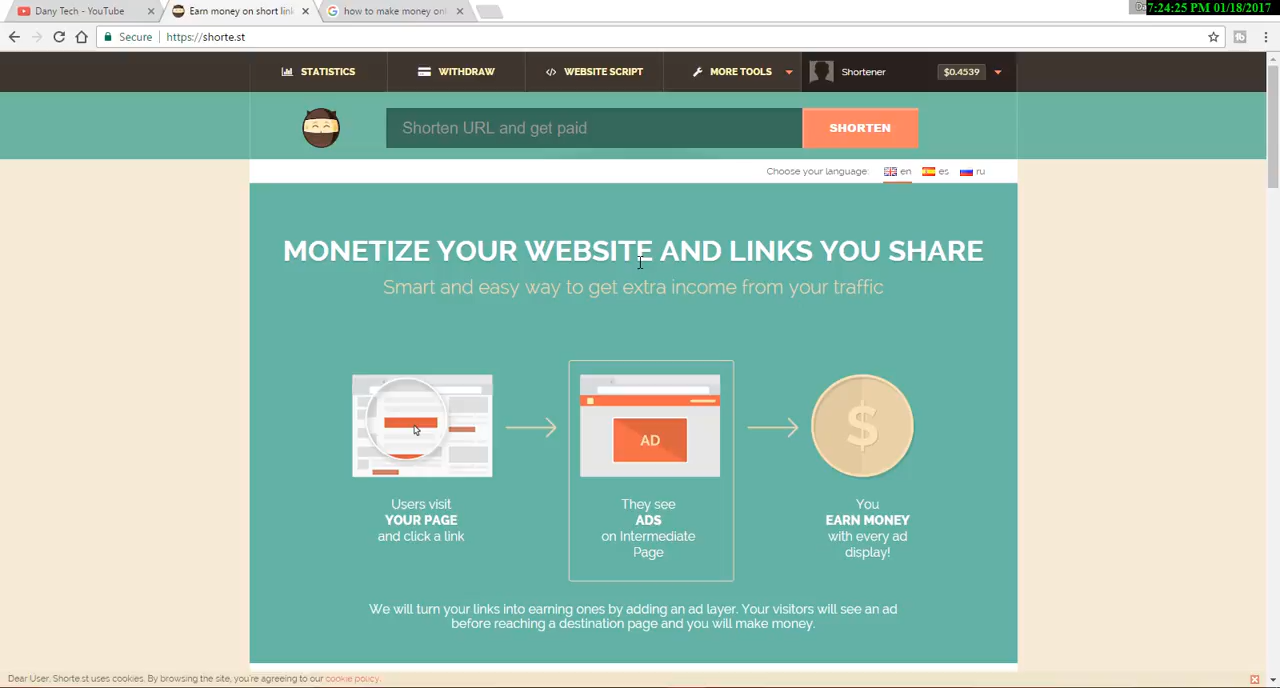 Dany Tech - YouTube
Earn money on short link
how to make money onl
7:24:25 PM 01/18/2017
Secure
https://shorte.st
STATISTICS
WITHDRAW
WEBSITE SCRIPT
MORE TOOLS
Shortener
$0.4539
Shorten URL and get paid
SHORTEN
Choose your language:
en
es
ru
MONETIZE YOUR WEBSITE AND LINKS YOU SHARE
Smart and easy way to get extra income from your traffic
AD
$
Users visit
YOUR PAGE
and click a link
They see
ADS
on Intermediate
Page
You
EARN MONEY
with every ad
display!
We will turn your links into earning ones by adding an ad layer. Your visitors will see an ad
before reaching a destination page and you will make money.
Dear User, Shorte.st uses cookies. By browsing the site, you're agreeing to our cookie policy.